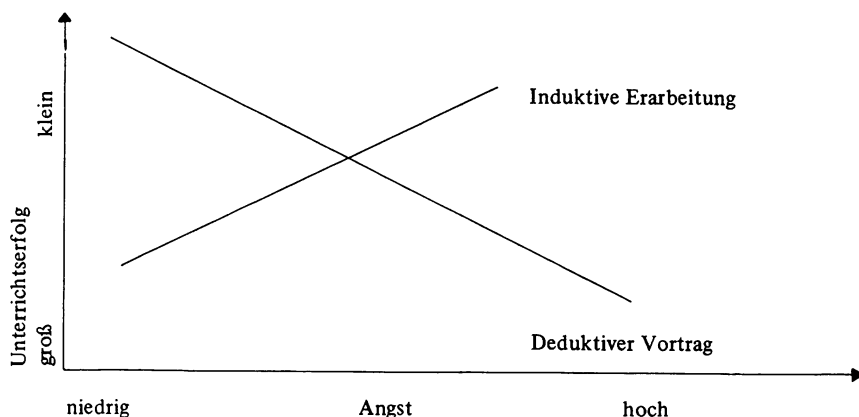 klein
Induktive Erarbeitung
Unterrichtserfolg
groß
Deduktiver Vortrag
niedrig Angst hoch